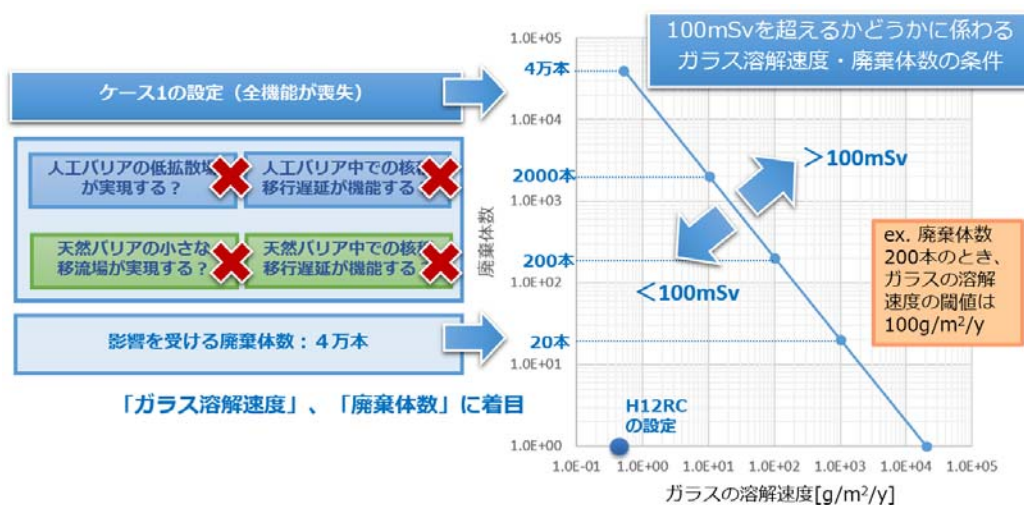 100mSvを超えるかどうかに係わる
ガラス溶解速度・廃棄体数の条件
ケース1の設定（全機能が喪失）
人工バリアの低拡散場
が実現する？
人工バリア中での核種
移行遅延が機能する
天然バリアの小さな
移流場が実現する？
天然バリア中での核種
移行遅延が機能する
影響を受ける廃棄体数：４万本
「ガラス溶解速度」、「廃棄体数」に着目
廃棄体数
1.0E+05
4万本
1.0E+04
2000本
1.0E+03
200本
1.0E+02
20本
1.0E+01
1.0E+00
＞100mSv
＜100mSv
ex. 廃棄体数
200本のとき、
ガラスの溶解
速度の閾値は
100g/m²/y
H12RC
の設定
1.0E-01 1.0E+00 1.0E+01 1.0E+02 1.0E+03 1.0E+04 1.0E+05
ガラスの溶解速度[g/m²/y]